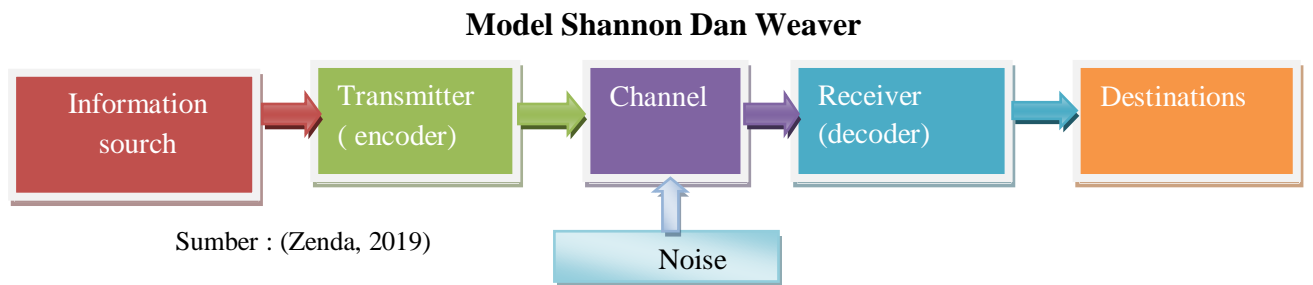 Model Shannon Dan Weaver
Information
sourch
Transmitter
( encoder)
Channel
Receiver
(decoder)
Destinations
Sumber : (Zenda, 2019)
Noise